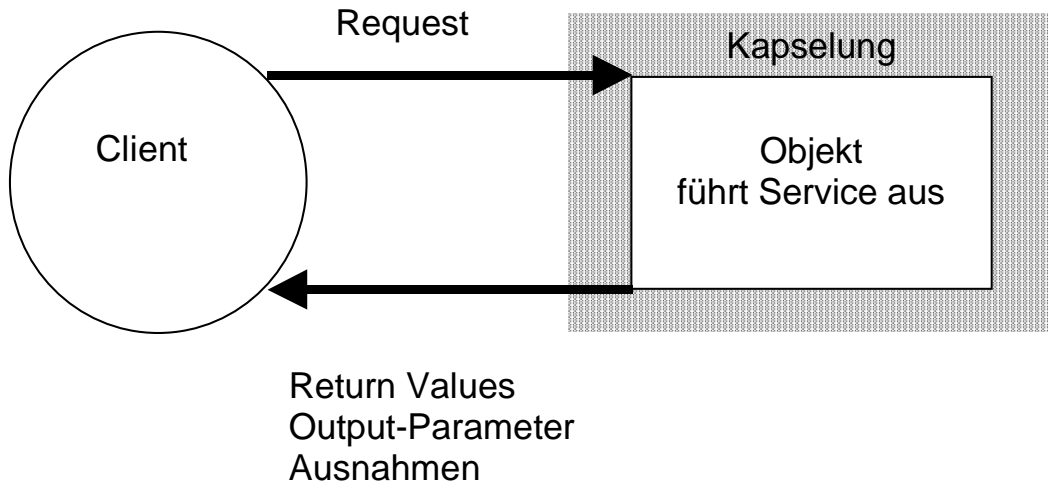 Request
Kapselung
Client
Objekt
führt Service aus
Return Values
Output-Parameter
Ausnahmen